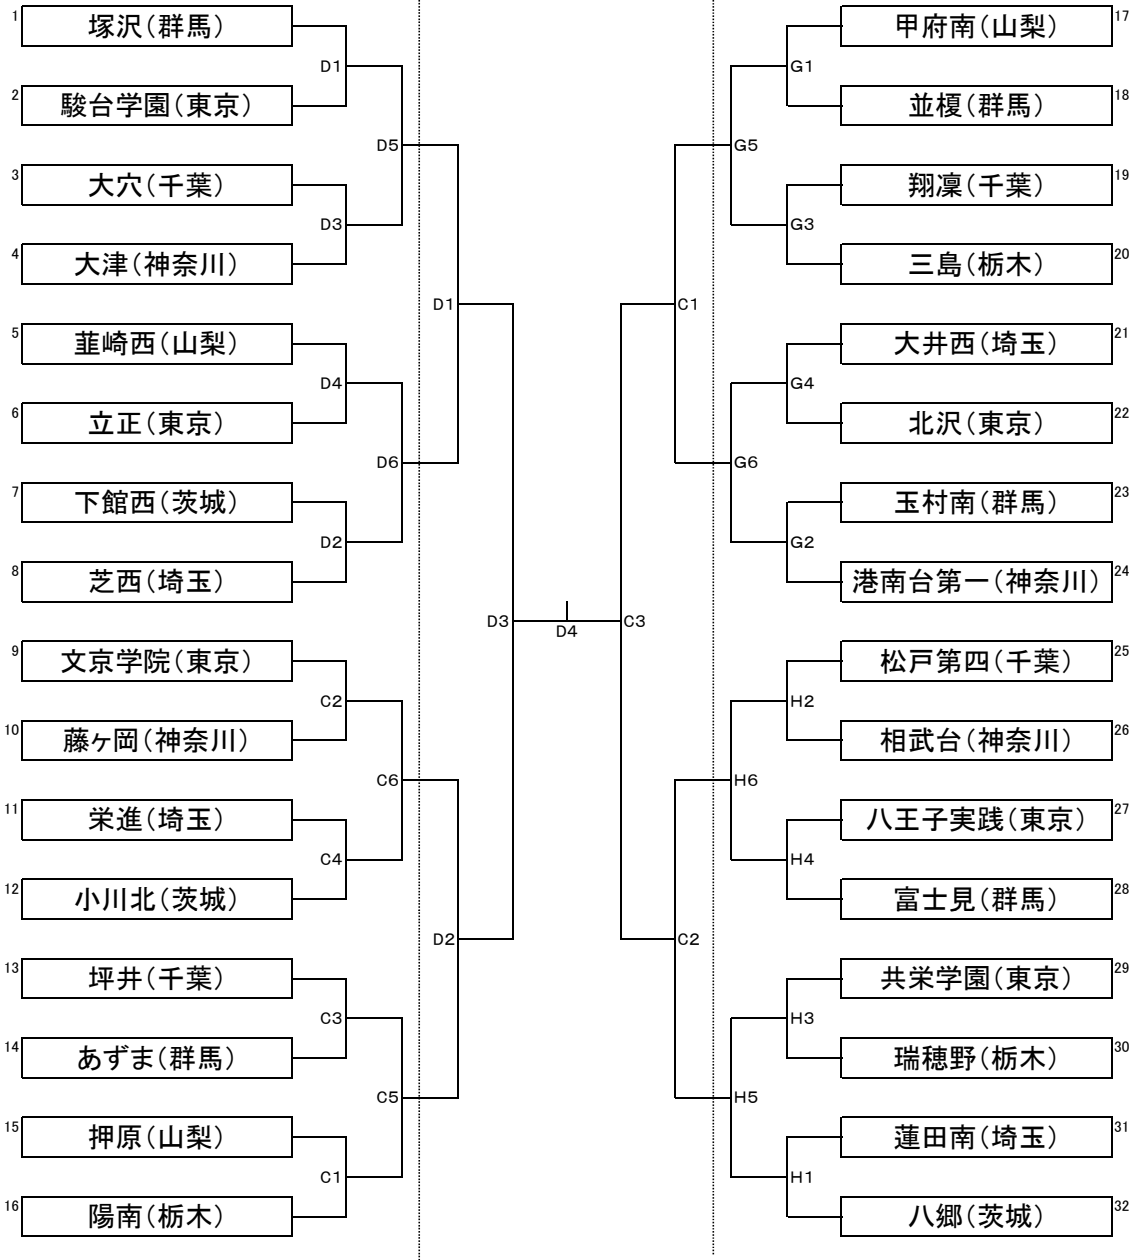 1 塚沢（群馬）
D1
2 駿台学園（東京）
D5
3 大穴（千葉）
D3
4 大津（神奈川）
D1
5 韮崎西（山梨）
D4
6 立正（東京）
D6
7 下館西（茨城）
D2
8 芝西（埼玉）
D3
9 文京学院（東京）
C2
10 藤ヶ岡（神奈川）
C6
11 栄進（埼玉）
C4
12 小川北（茨城）
D2
13 坪井（千葉）
C3
14 あずま（群馬）
C5
15 押原（山梨）
C1
16 陽南（栃木）
D4
甲府南（山梨） 17
G1
並榎（群馬） 18
G5
翔凜（千葉） 19
G3
三島（栃木） 20
C1
大井西（埼玉） 21
G4
北沢（東京） 22
G6
玉村南（群馬） 23
G2
港南台第一（神奈川） 24
C3
松戸第四（千葉） 25
H2
相武台（神奈川） 26
H6
八王子実践（東京） 27
H4
富士見（群馬） 28
C2
共栄学園（東京） 29
H3
瑞穂野（栃木） 30
H5
蓮田南（埼玉） 31
H1
八郷（茨城） 32